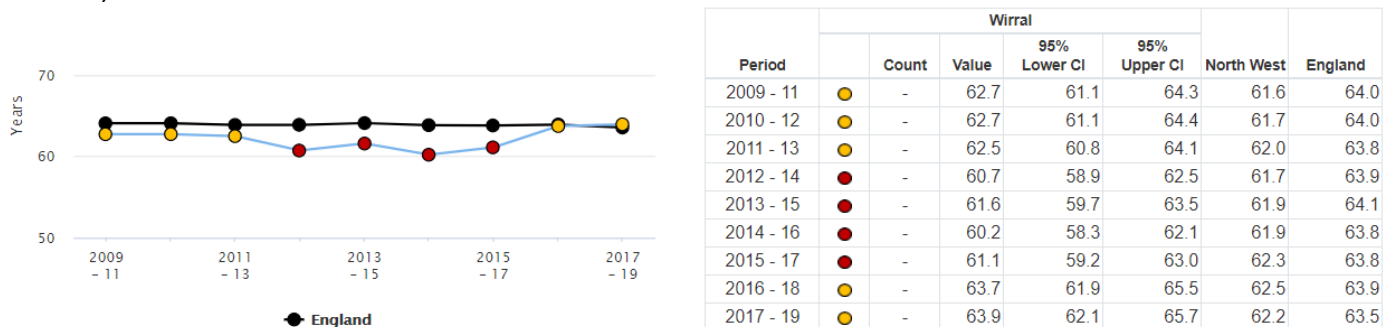 Years
70
60
50
2009 - 11
2011 - 13
2013 - 15
2015 - 17
2017 - 19
England
Wirral
Period Count Value 95% Lower CI 95% Upper CI North West England
2009 - 11 - 62.7 61.1 64.3 61.6 64.0
2010 - 12 - 62.7 61.1 64.4 61.7 64.0
2011 - 13 - 62.5 60.8 64.1 62.0 63.8
2012 - 14 - 60.7 58.9 62.5 61.7 63.9
2013 - 15 - 61.6 59.7 63.5 61.9 64.1
2014 - 16 - 60.2 58.3 62.1 61.9 63.8
2015 - 17 - 61.1 59.2 63.0 62.3 63.8
2016 - 18 - 63.7 61.9 65.5 62.5 63.9
2017 - 19 - 63.9 62.1 65.7 62.2 63.5